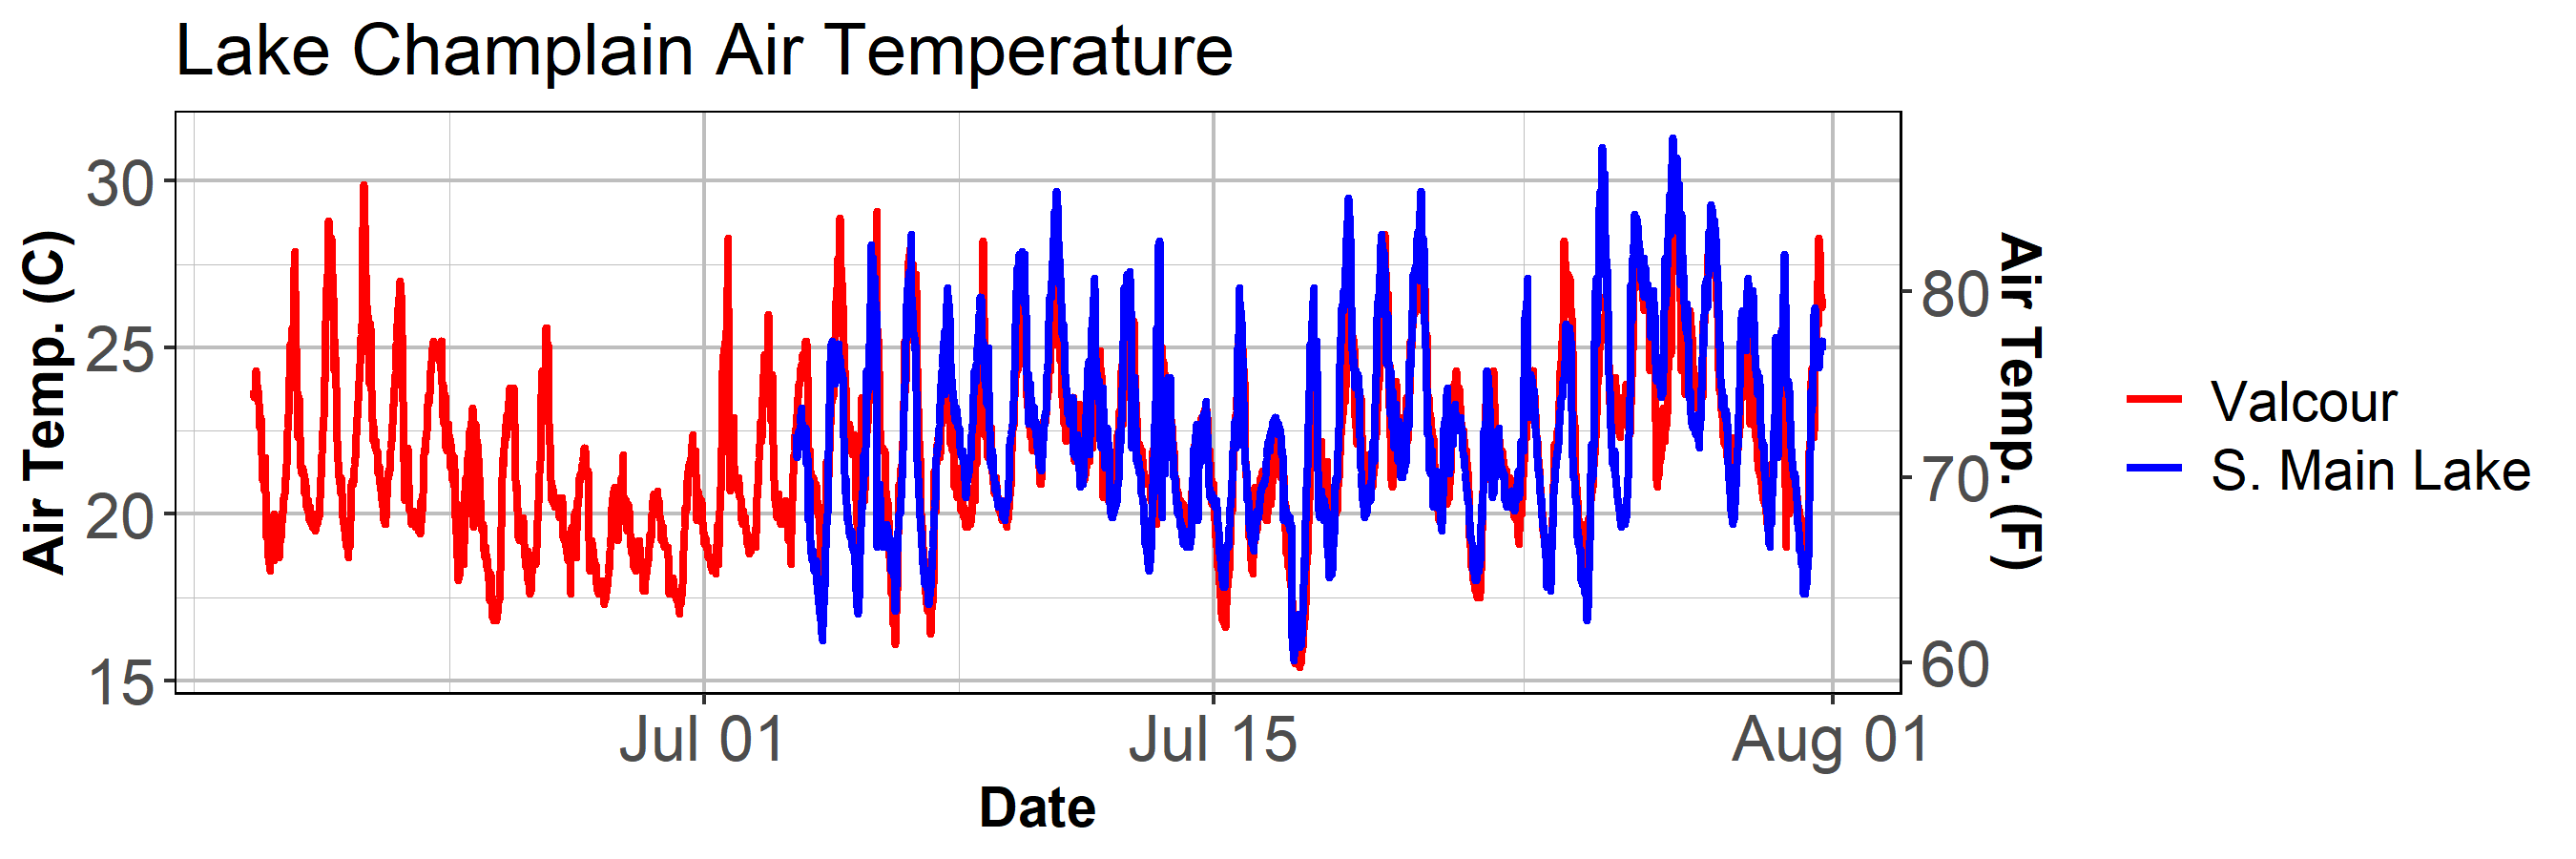 Lake Champlain Air Temperature
Air Temp. (C)
30
25
20
15
80
70
60
Air Temp. (F)
Jul 01
Jul 15
Aug 01
Date
Valcour
S. Main Lake